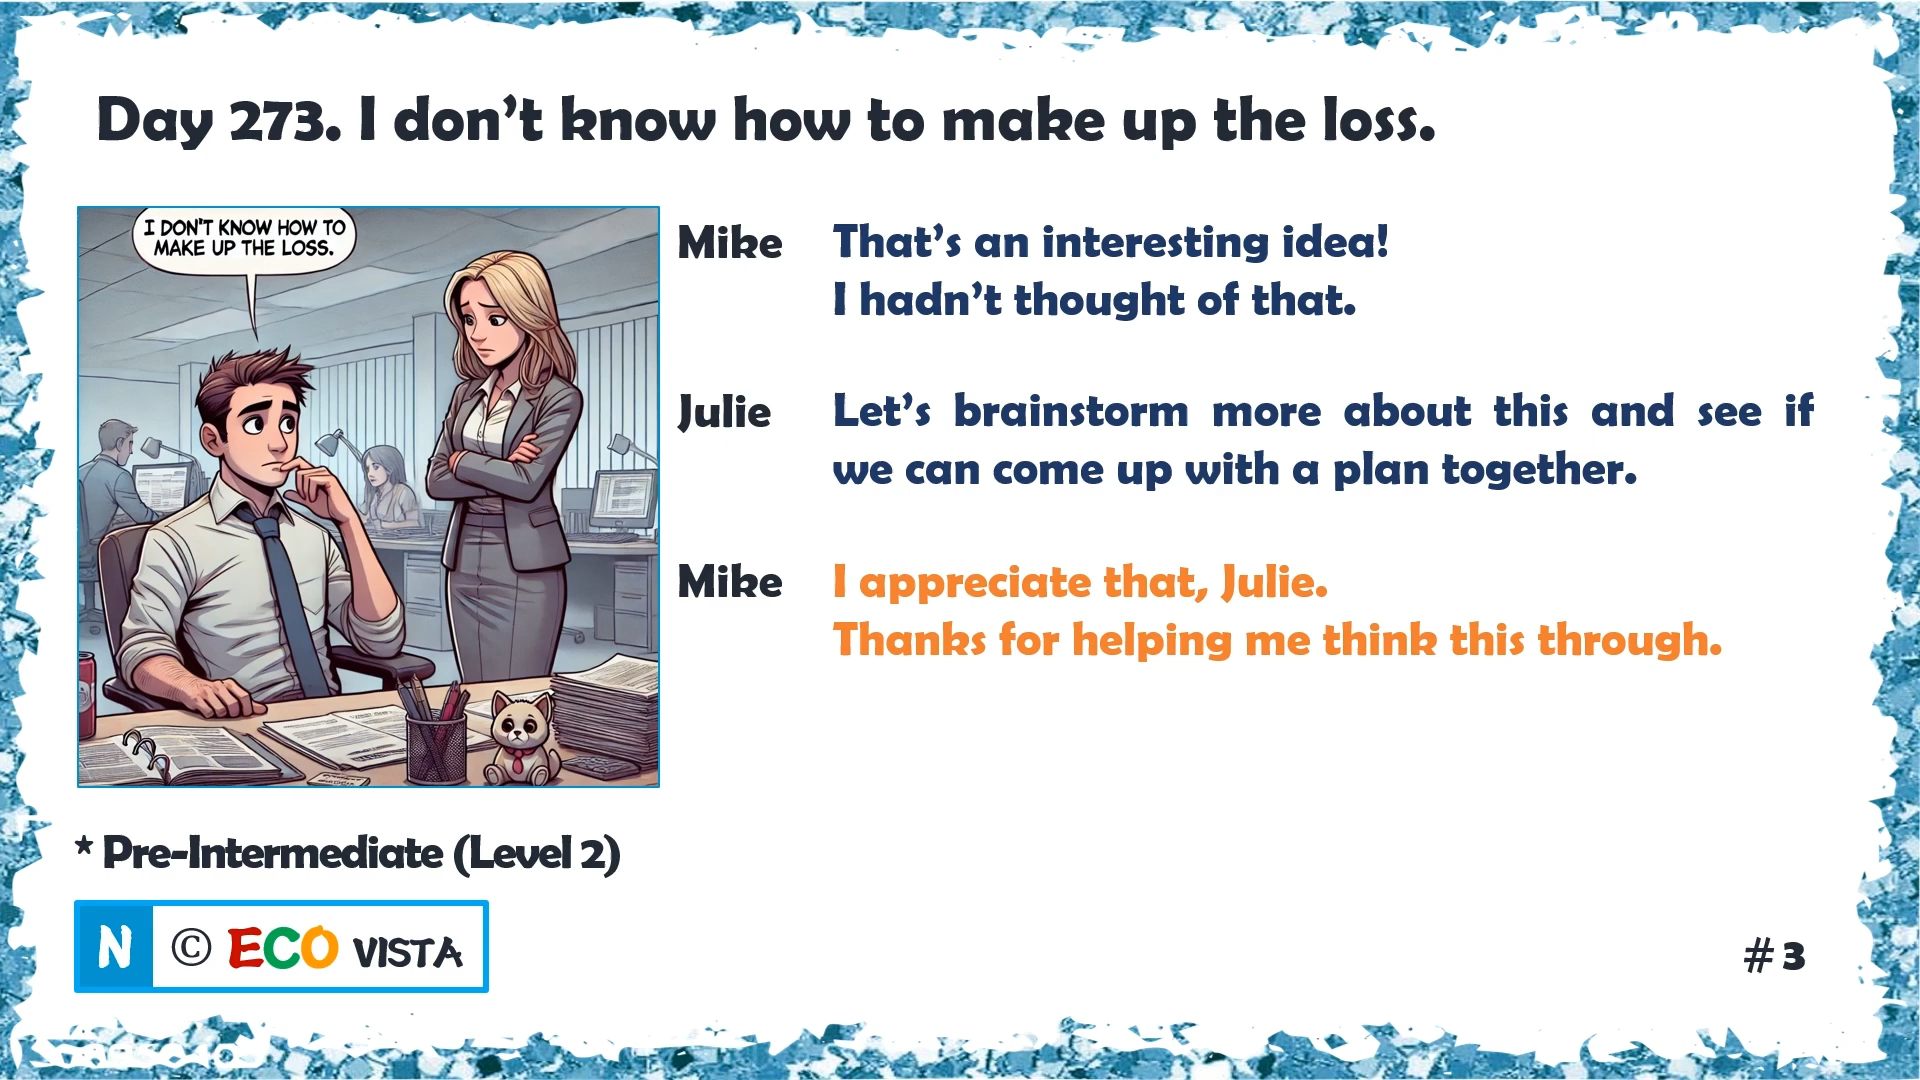 Day 273. I don’t know how to make up the loss.
I DON'T KNOW HOW TO
MAKE UP THE LOSS.
Mike That’s an interesting idea!
I hadn’t thought of that.
Julie Let’s brainstorm more about this and see if
we can come up with a plan together.
Mike I appreciate that, Julie.
Thanks for helping me think this through.
* Pre-Intermediate (Level 2)
N © ECO VISTA
# 3